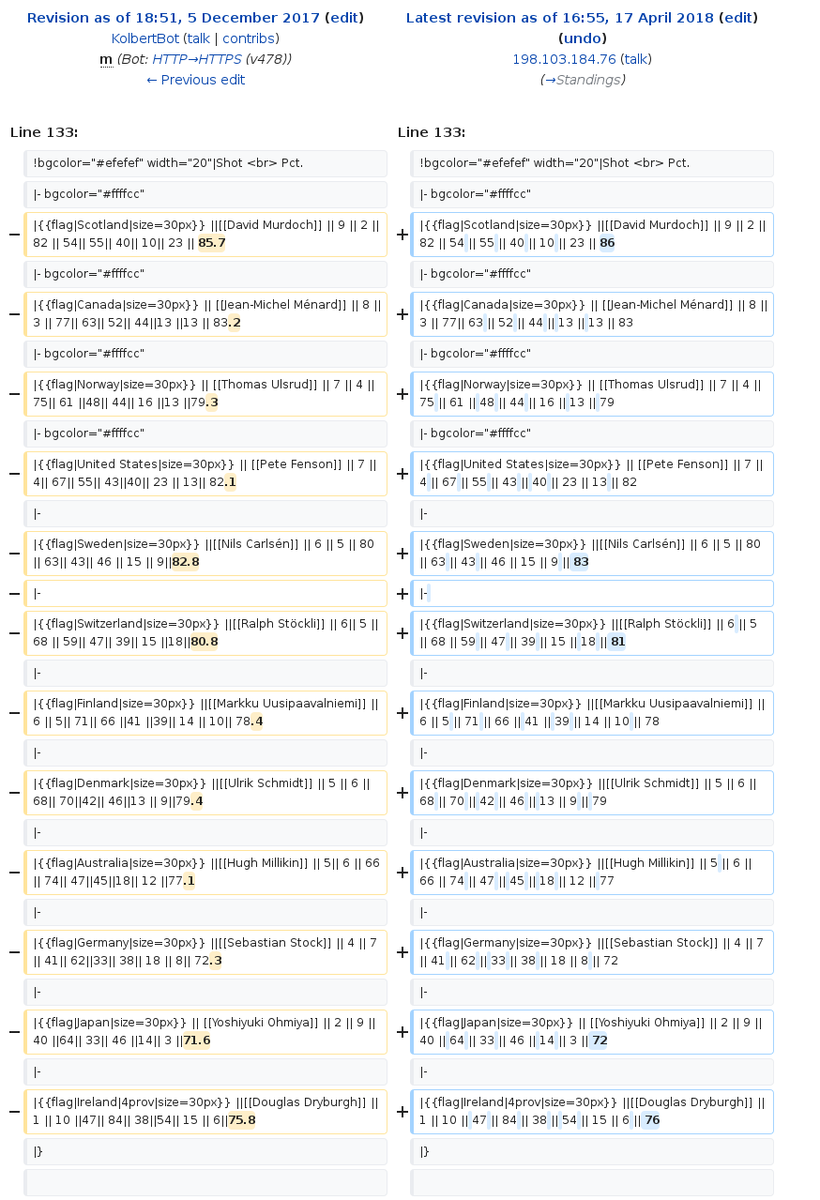 Revision as of 18:51, 5 December 2017 (edit)
KolbertBot (talk | contribs)
m (Bot: HTTP→HTTPS (v478))
← Previous edit
Latest revision as of 16:55, 17 April 2018 (edit)
(undo)
198.103.184.76 (talk)
(→Standings)
Line 133:
Line 133:
!bgcolor="#efefef" width="20"|Shot <br> Pct.
!bgcolor="#efefef" width="20"|Shot <br> Pct.
|- bgcolor="#ffffcc"
|- bgcolor="#ffffcc"
− |{{flag|Scotland|size=30px}} ||[[David Murdoch]] || 9 || 2 ||
82 || 54|| 55|| 40|| 10|| 23 || 85.7
+ |{{flag|Scotland|size=30px}} ||[[David Murdoch]] || 9 || 2 ||
82 || 54 || 55 || 40 || 10 || 23 || 86
|- bgcolor="#ffffcc"
|- bgcolor="#ffffcc"
− |{{flag|Canada|size=30px}} || [[Jean-Michel Ménard]] || 8 ||
3 || 77|| 63|| 52|| 44||13 ||13 || 83.2
+ |{{flag|Canada|size=30px}} || [[Jean-Michel Ménard]] || 8 ||
3 || 77|| 63 || 52 || 44 || 13 || 13 || 83
|- bgcolor="#ffffcc"
|- bgcolor="#ffffcc"
− |{{flag|Norway|size=30px}} || [[Thomas Ulsrud]] || 7 || 4 ||
75|| 61 ||48|| 44|| 16 ||13 ||79.3
+ |{{flag|Norway|size=30px}} || [[Thomas Ulsrud]] || 7 || 4 ||
75 || 61 || 48 || 44 || 16 || 13 || 79
|- bgcolor="#ffffcc"
|- bgcolor="#ffffcc"
− |{{flag|United States|size=30px}} || [[Pete Fenson]] || 7 ||
4|| 67|| 55|| 43||40|| 23 || 13|| 82.1
+ |{{flag|United States|size=30px}} || [[Pete Fenson]] || 7 ||
4 || 67 || 55 || 43 || 40 || 23 || 13 || 82
|-
|-
− |{{flag|Sweden|size=30px}} ||[[Nils Carlsén]] || 6 || 5 || 80
|| 63|| 43|| 46 || 15 || 9||82.8
+ |{{flag|Sweden|size=30px}} ||[[Nils Carlsén]] || 6 || 5 || 80
|| 63 || 43 || 46 || 15 || 9 || 83
− |-
+ |-
− |{{flag|Switzerland|size=30px}} ||[[Ralph Stöckli]] || 6|| 5 ||
68 || 59|| 47|| 39|| 15 ||18||80.8
+ |{{flag|Switzerland|size=30px}} ||[[Ralph Stöckli]] || 6 || 5
|| 68 || 59 || 47 || 39 || 15 || 18 || 81
|-
|-
− |{{flag|Finland|size=30px}} ||[[Markku Uusipaavalniemi]] ||
6 || 5|| 71|| 66 ||41 ||39|| 14 || 10|| 78.4
+ |{{flag|Finland|size=30px}} ||[[Markku Uusipaavalniemi]] ||
6 || 5 || 71 || 66 || 41 || 39 || 14 || 10 || 78
|-
|-
− |{{flag|Denmark|size=30px}} ||[[Ulrik Schmidt]] || 5 || 6 ||
68|| 70||42|| 46||13 || 9||79.4
+ |{{flag|Denmark|size=30px}} ||[[Ulrik Schmidt]] || 5 || 6 ||
68 || 70 || 42 || 46 || 13 || 9 || 79
|-
|-
− |{{flag|Australia|size=30px}} ||[[Hugh Millikin]] || 5|| 6 || 66
|| 74|| 47||45||18|| 12 ||77.1
+ |{{flag|Australia|size=30px}} ||[[Hugh Millikin]] || 5 || 6 ||
66 || 74 || 47 || 45 || 18 || 12 || 77
|-
|-
− |{{flag|Germany|size=30px}} ||[[Sebastian Stock]] || 4 || 7
|| 41|| 62||33|| 38|| 18 || 8|| 72.3
+ |{{flag|Germany|size=30px}} ||[[Sebastian Stock]] || 4 || 7
|| 41 || 62 || 33 || 38 || 18 || 8 || 72
|-
|-
− |{{flag|Japan|size=30px}} || [[Yoshiyuki Ohmiya]] || 2 || 9 ||
40 ||64|| 33|| 46 ||14|| 3 ||71.6
+ |{{flag|Japan|size=30px}} || [[Yoshiyuki Ohmiya]] || 2 || 9 ||
40 || 64 || 33 || 46 || 14 || 3 || 72
|-
|-
− |{{flag|Ireland|4prov|size=30px}} ||[[Douglas Dryburgh]] ||
1 || 10 ||47|| 84|| 38||54|| 15 || 6||75.8
+ |{{flag|Ireland|4prov|size=30px}} ||[[Douglas Dryburgh]] ||
1 || 10 || 47 || 84 || 38 || 54 || 15 || 6 || 76
|}
|}